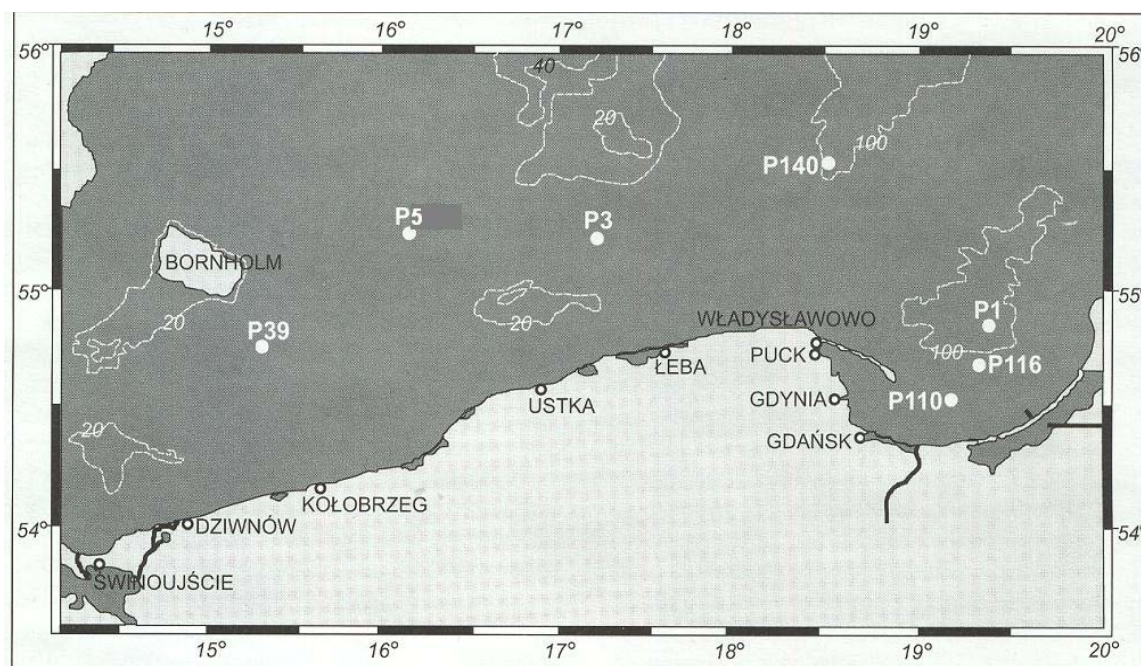 15° 16° 17° 18° 19° 20°
56° 56°
40
20
100
P140
P5 P3
BORNHOLM
55° 55°
20
P39
20
WŁADYSŁAWOWO
P1
100
P116
PUCK
ŁEBA
USTKA
GDYNIA
P110
GDAŃSK
20
KOŁOBRZEG
DZIWNÓW
54° 54°
ŚWINOUJŚCIE
15° 16° 17° 18° 19° 20°